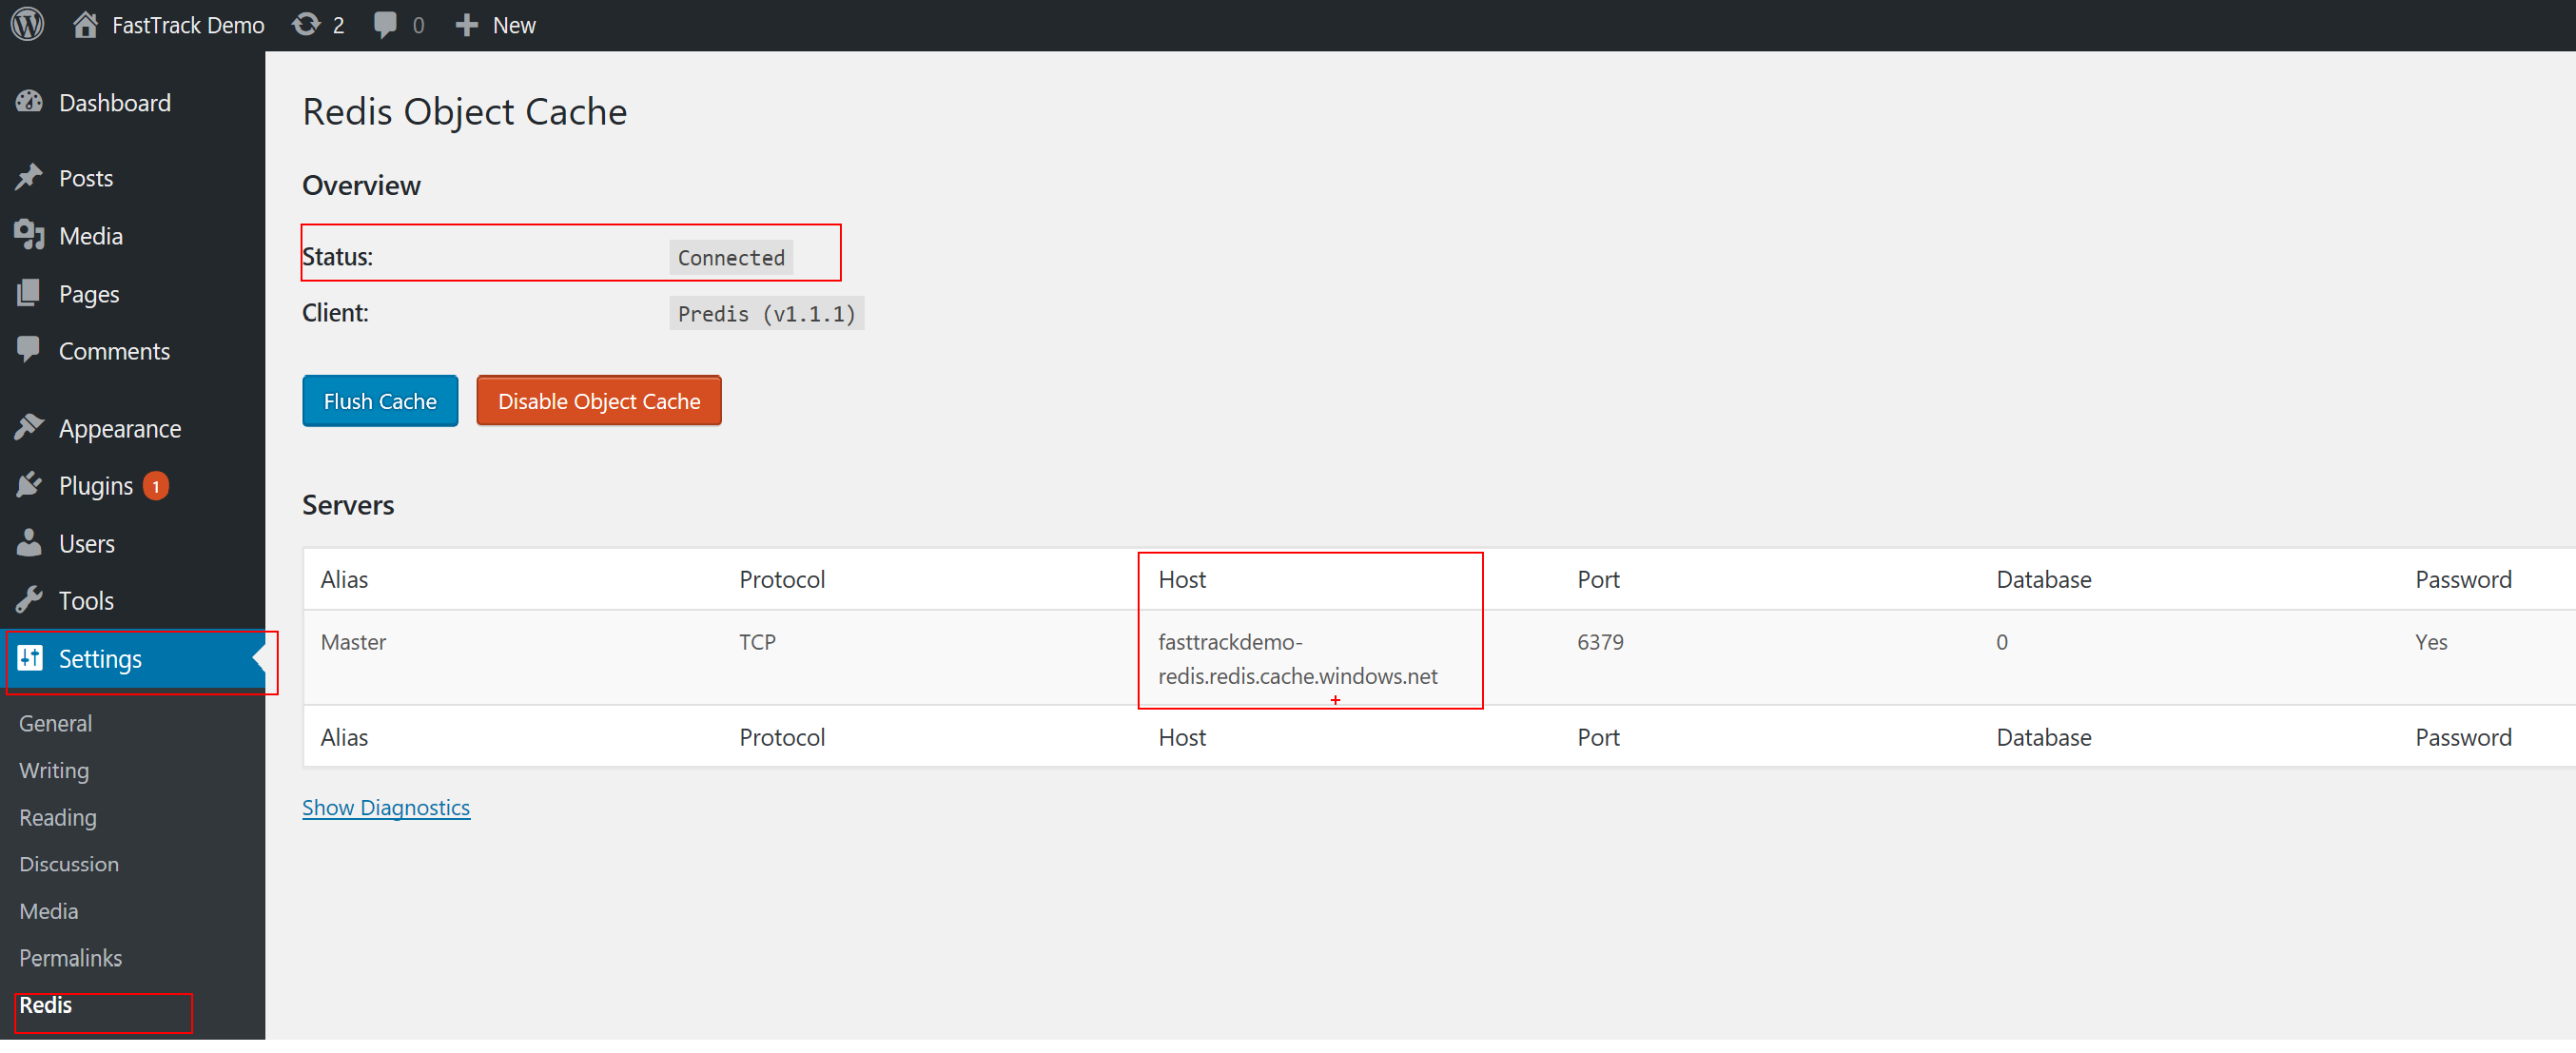 FastTrack Demo 2 0 New
Dashboard
Posts
Media
Pages
Comments
Appearance
Plugins 1
Users
Tools
Settings
General
Writing
Reading
Discussion
Media
Permalinks
Redis
Redis Object Cache
Overview
Status: Connected
Client: Predis (v1.1.1)
Flush Cache Disable Object Cache
Servers
Alias Protocol Host Port Database Password
Master TCP fasttrackdemo- 6379 0 Yes
redis.redis.cache.windows.net
Alias Protocol Host Port Database Password
Show Diagnostics